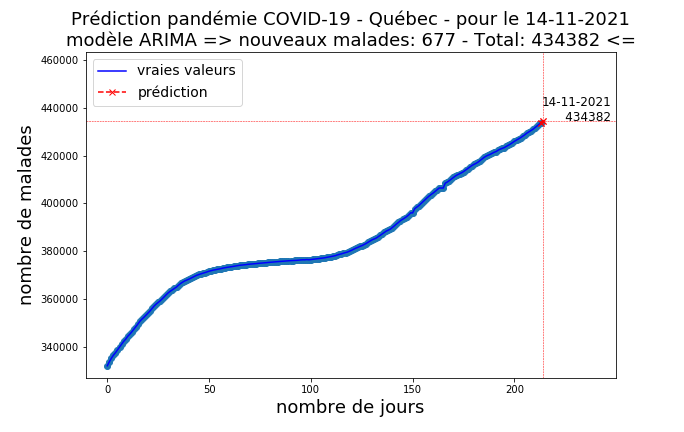 Prédiction pandémie COVID-19 - Québec - pour le 14-11-2021
modèle ARIMA => nouveaux malades: 677 - Total: 434382 <=
vraies valeurs
prédiction
14-11-2021
434382
nombre de malades
460000
440000
420000
400000
380000
360000
340000
0 50 100 150 200
nombre de jours